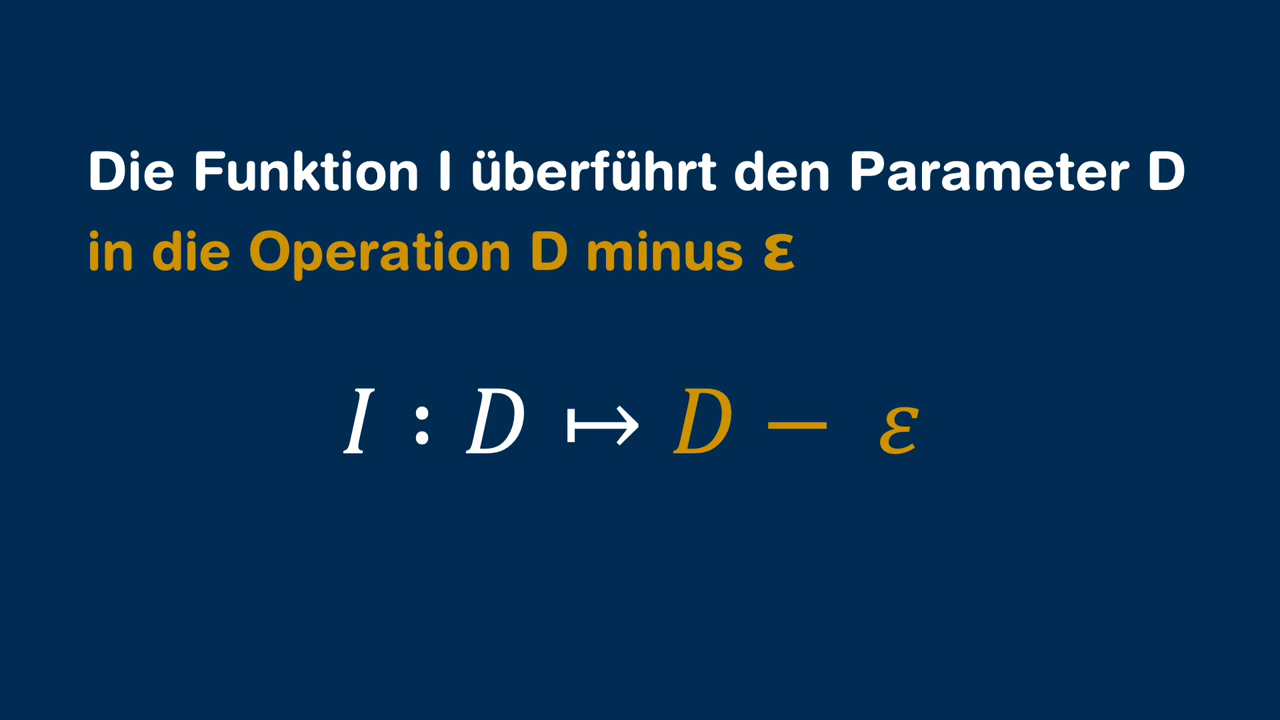 Die Funktion I überführt den Parameter D
in die Operation D minus ε
I : D ↦ D − ε